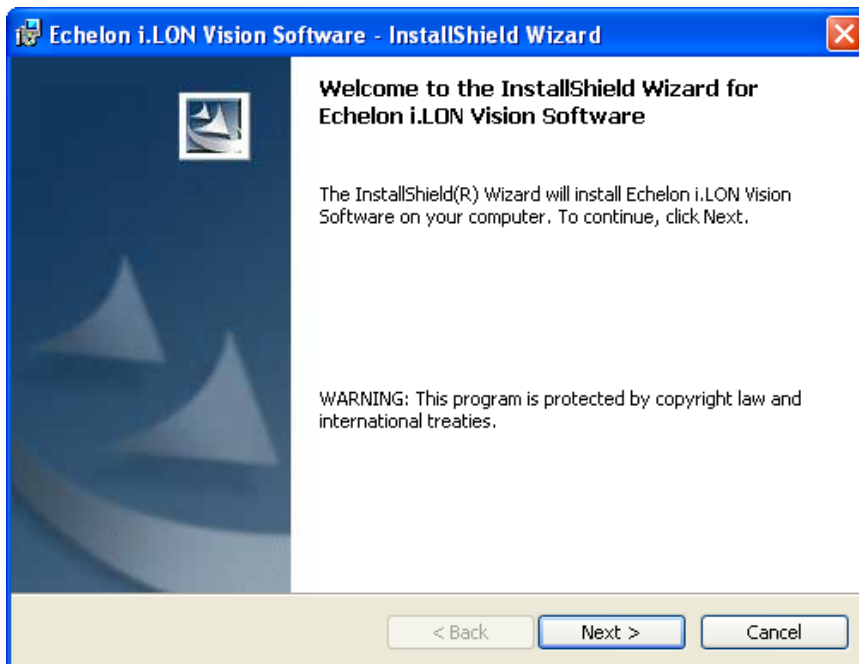 Echelon i.LON Vision Software - InstallShield Wizard
Welcome to the InstallShield Wizard for
Echelon i.LON Vision Software
The InstallShield(R) Wizard will install Echelon i.LON Vision
Software on your computer. To continue, click Next.
WARNING: This program is protected by copyright law and
international treaties.
< Back Next > Cancel